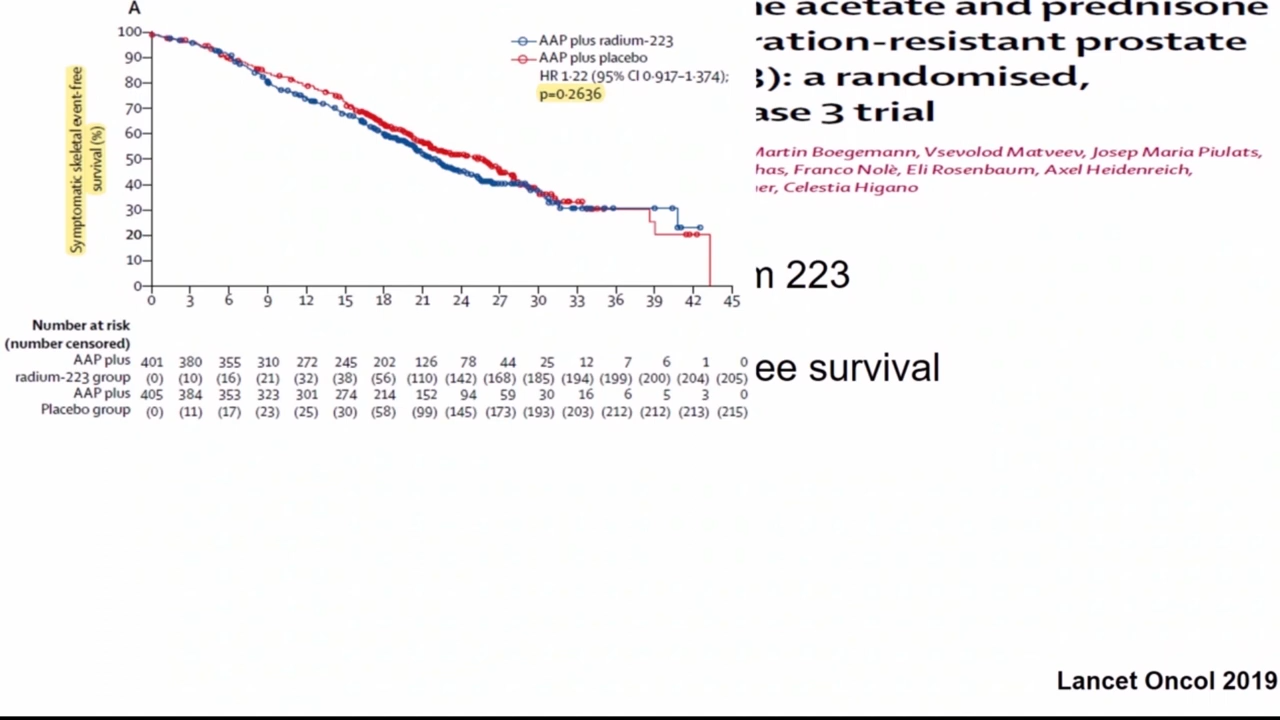 A
100
90
80
70
60
50
40
30
20
10
0
Symptomatic skeletal event-free
survival (%)
AAP plus radium-223
AAP plus placebo
HR 1·22 (95% CI 0·917–1·374);
p=0·2636
0 3 6 9 12 15 18 21 24 27 30 33 36 39 42 45
Number at risk
(number censored)
AAP plus 401 380 355 310 272 245 202 126 78 44 25 12 7 6 1 0
radium-223 group (0) (10) (16) (21) (32) (38) (56) (110) (142) (168) (185) (194) (199) (200) (204) (205)
AAP plus 405 384 353 323 301 274 214 152 94 59 30 16 6 5 3 0
Placebo group (0) (11) (17) (23) (25) (30) (58) (99) (145) (173) (193) (203) (212) (212) (213) (215)
acetate and prednisone
ration-resistant prostate
3): a randomised,
ase 3 trial
Martin Boegemann, Vsevolod Matveev, Josep Maria Piulats,
has, Franco Nolè, Eli Rosenbaum, Axel Heidenreich,
er, Celestia Higano
223
ee survival
Lancet Oncol 2019